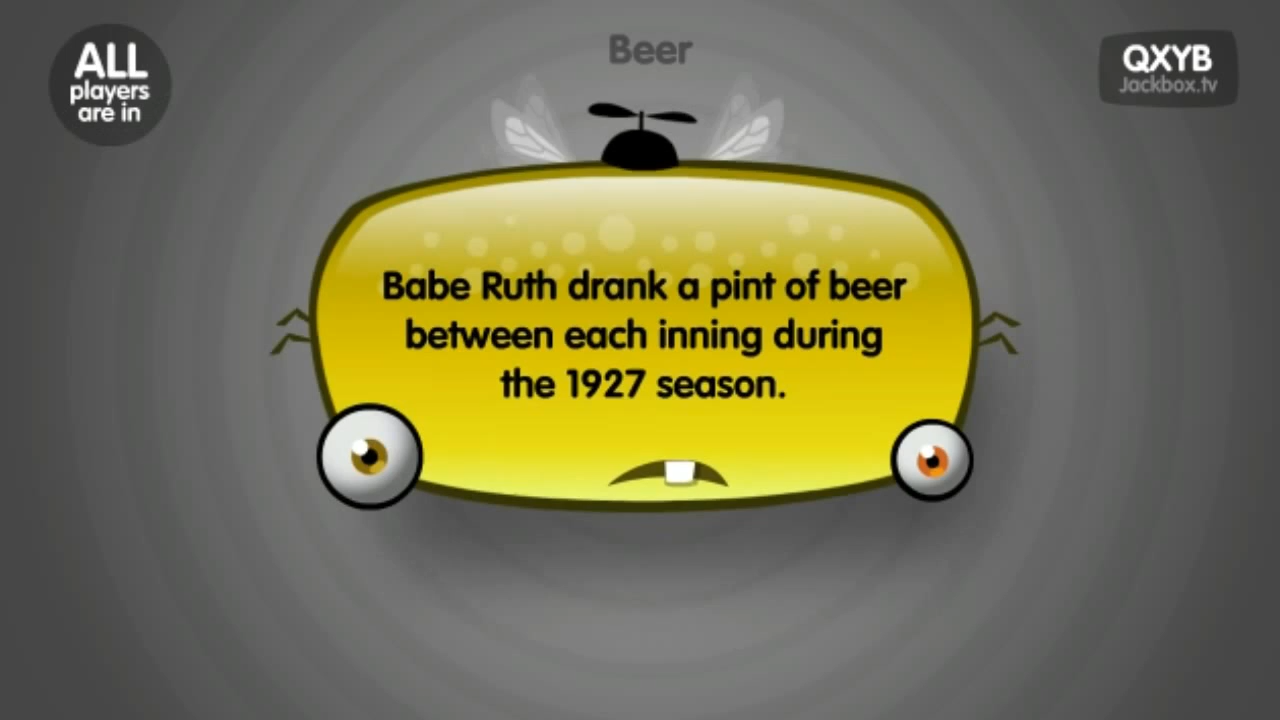 Beer
ALL
players
are in
QXYB
Jackbox.tv
Babe Ruth drank a pint of beer
between each inning during
the 1927 season.